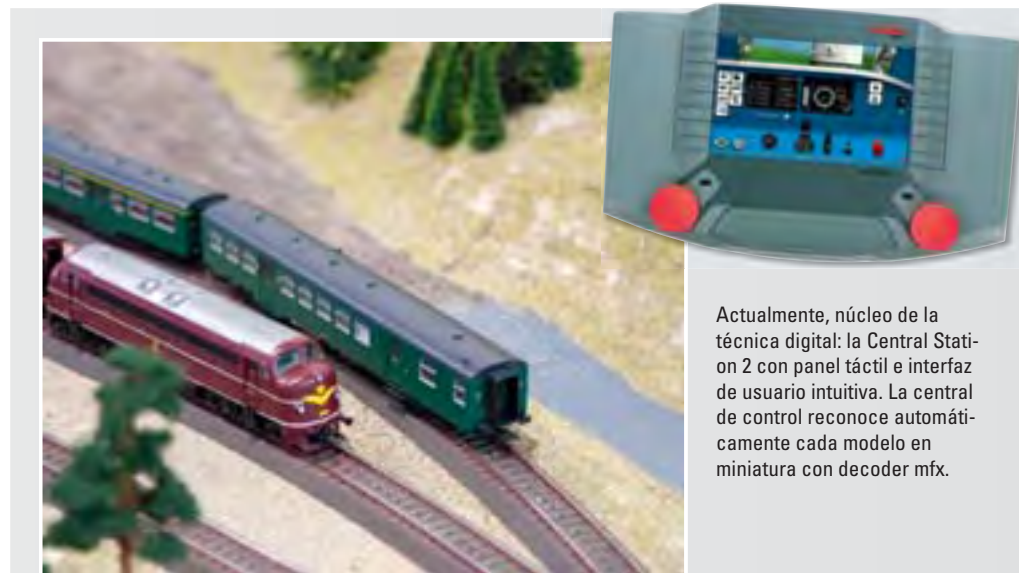 Actualmente, núcleo de la
técnica digital: la Central Stati-
on 2 con panel táctil e interfaz
de usuario intuitiva. La central
de control reconoce automáti-
camente cada modelo en
miniatura con decoder mfx.